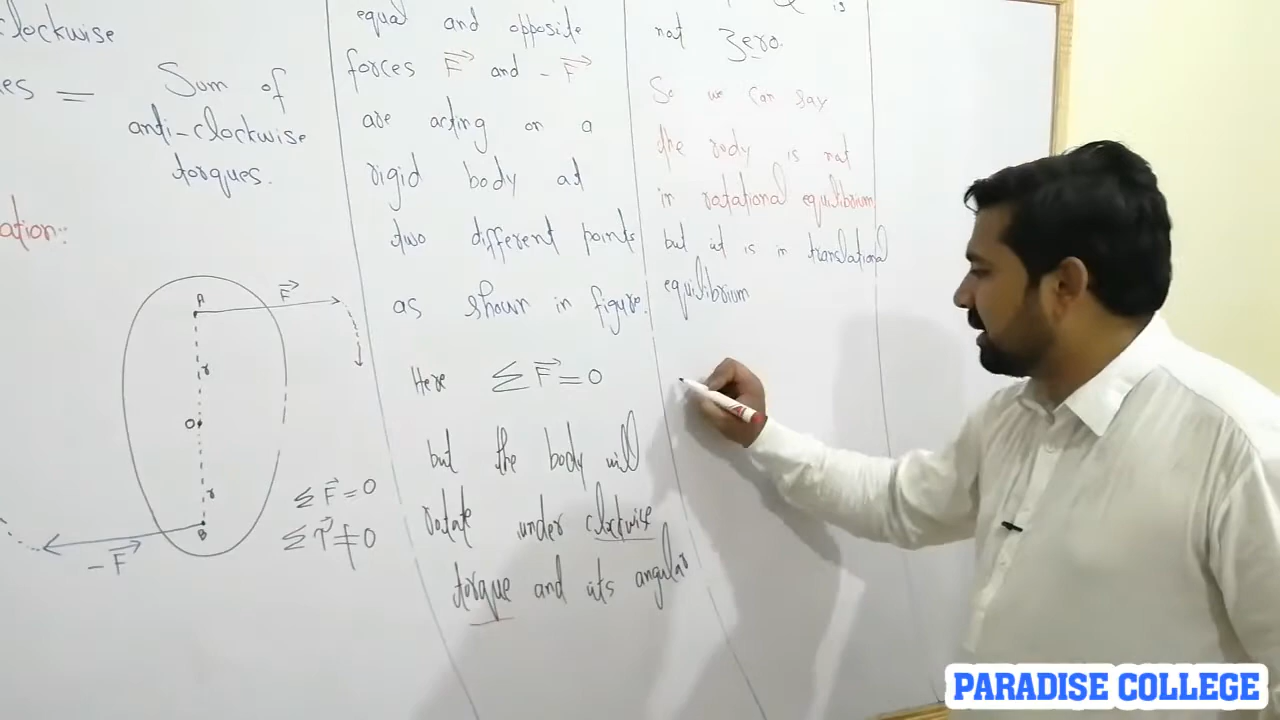 clockwise
es = Sum of
anti-clockwise
torques.
ation:
A
F
r
O
r
B
-F
Σ F = 0
Σ τ ≠ 0
equal and opposite
forces F and - F
are acting on a
rigid body at
two different points
as shown in figure.
Here Σ F = 0
but the body will
rotate under clockwise
torque and its angular
is
not zero.
So we can say
the body is not
in rotational equilibrium
but it is in translational
equilibrium
PARADISE COLLEGE